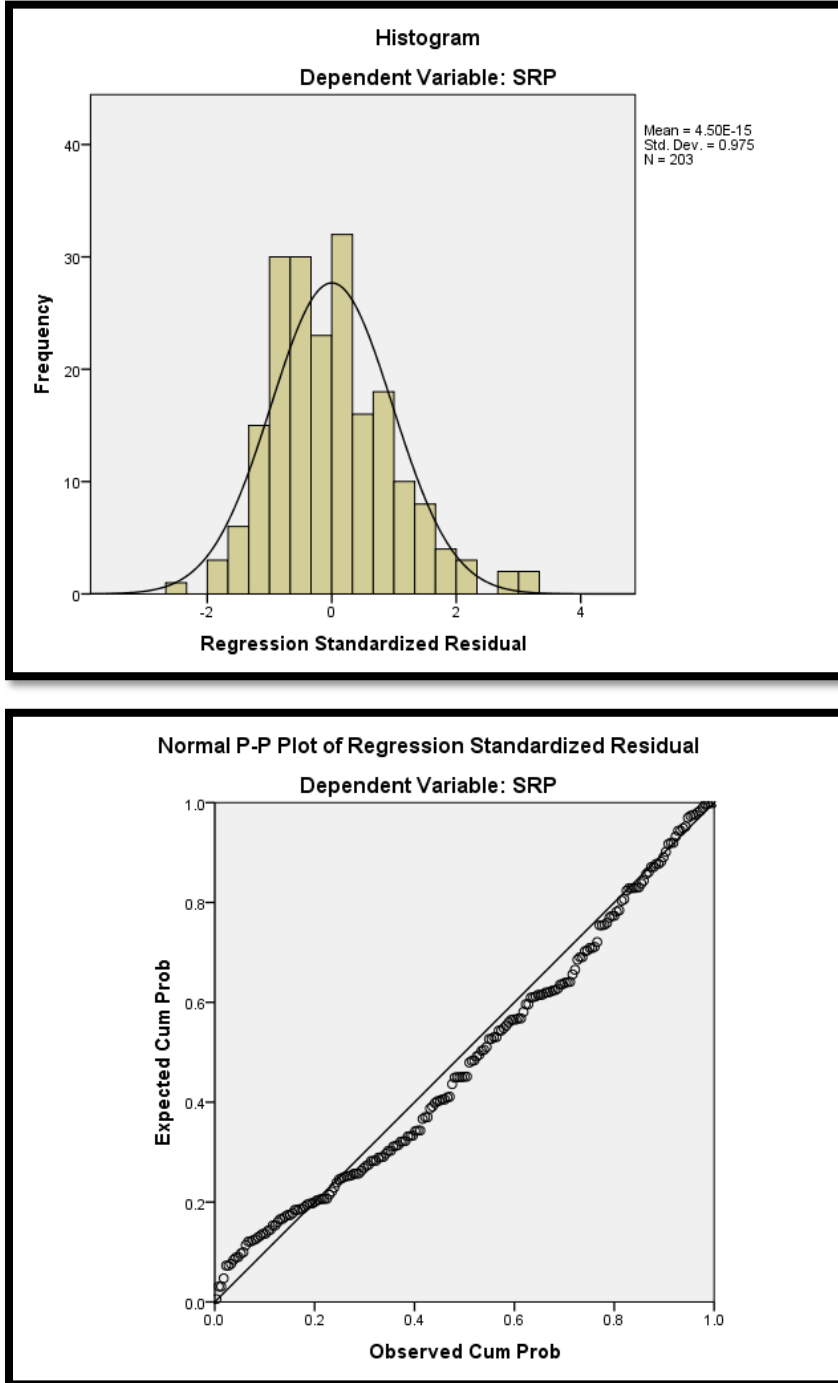 Histogram
Dependent Variable: SRP
Mean = 4.50E-15
Std. Dev. = 0.975
N = 203
40
30
20
10
0
Frequency
-2 0 2 4
Regression Standardized Residual
Normal P-P Plot of Regression Standardized Residual
Dependent Variable: SRP
1.0
0.8
0.6
0.4
0.2
0.0
Expected Cum Prob
0.0 0.2 0.4 0.6 0.8 1.0
Observed Cum Prob